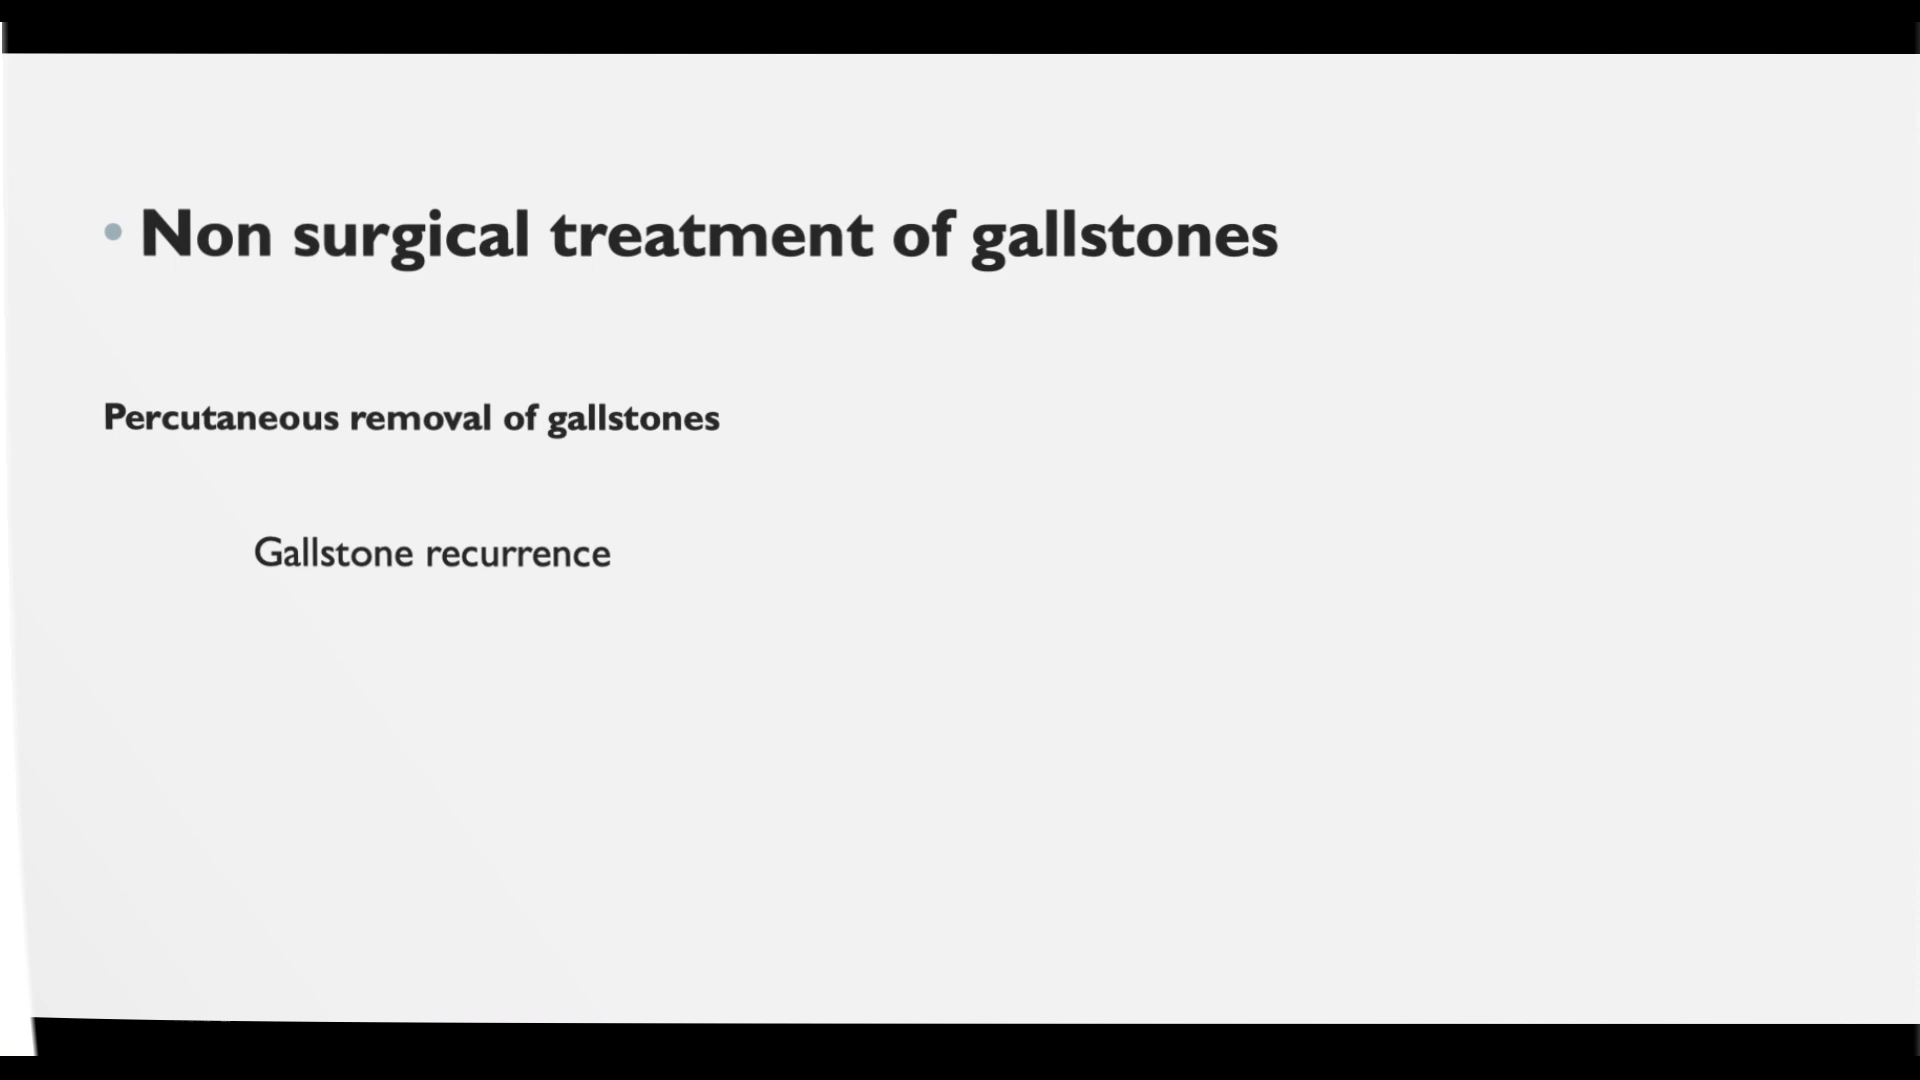 • Non surgical treatment of gallstones
Percutaneous removal of gallstones
Gallstone recurrence